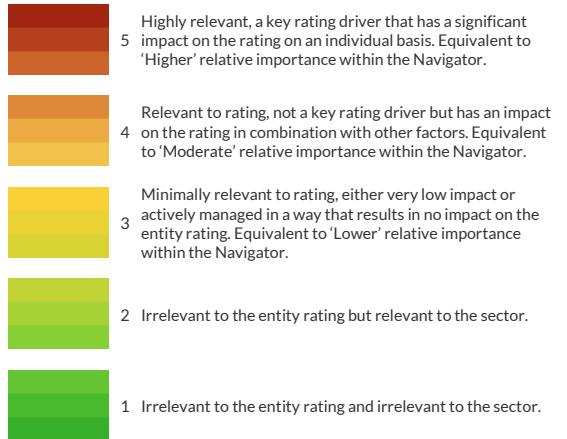 5 Highly relevant, a key rating driver that has a significant
impact on the rating on an individual basis. Equivalent to
‘Higher’ relative importance within the Navigator.
4 Relevant to rating, not a key rating driver but has an impact
on the rating in combination with other factors. Equivalent
to ‘Moderate’ relative importance within the Navigator.
3 Minimally relevant to rating, either very low impact or
actively managed in a way that results in no impact on the
entity rating. Equivalent to ‘Lower’ relative importance
within the Navigator.
2 Irrelevant to the entity rating but relevant to the sector.
1 Irrelevant to the entity rating and irrelevant to the sector.